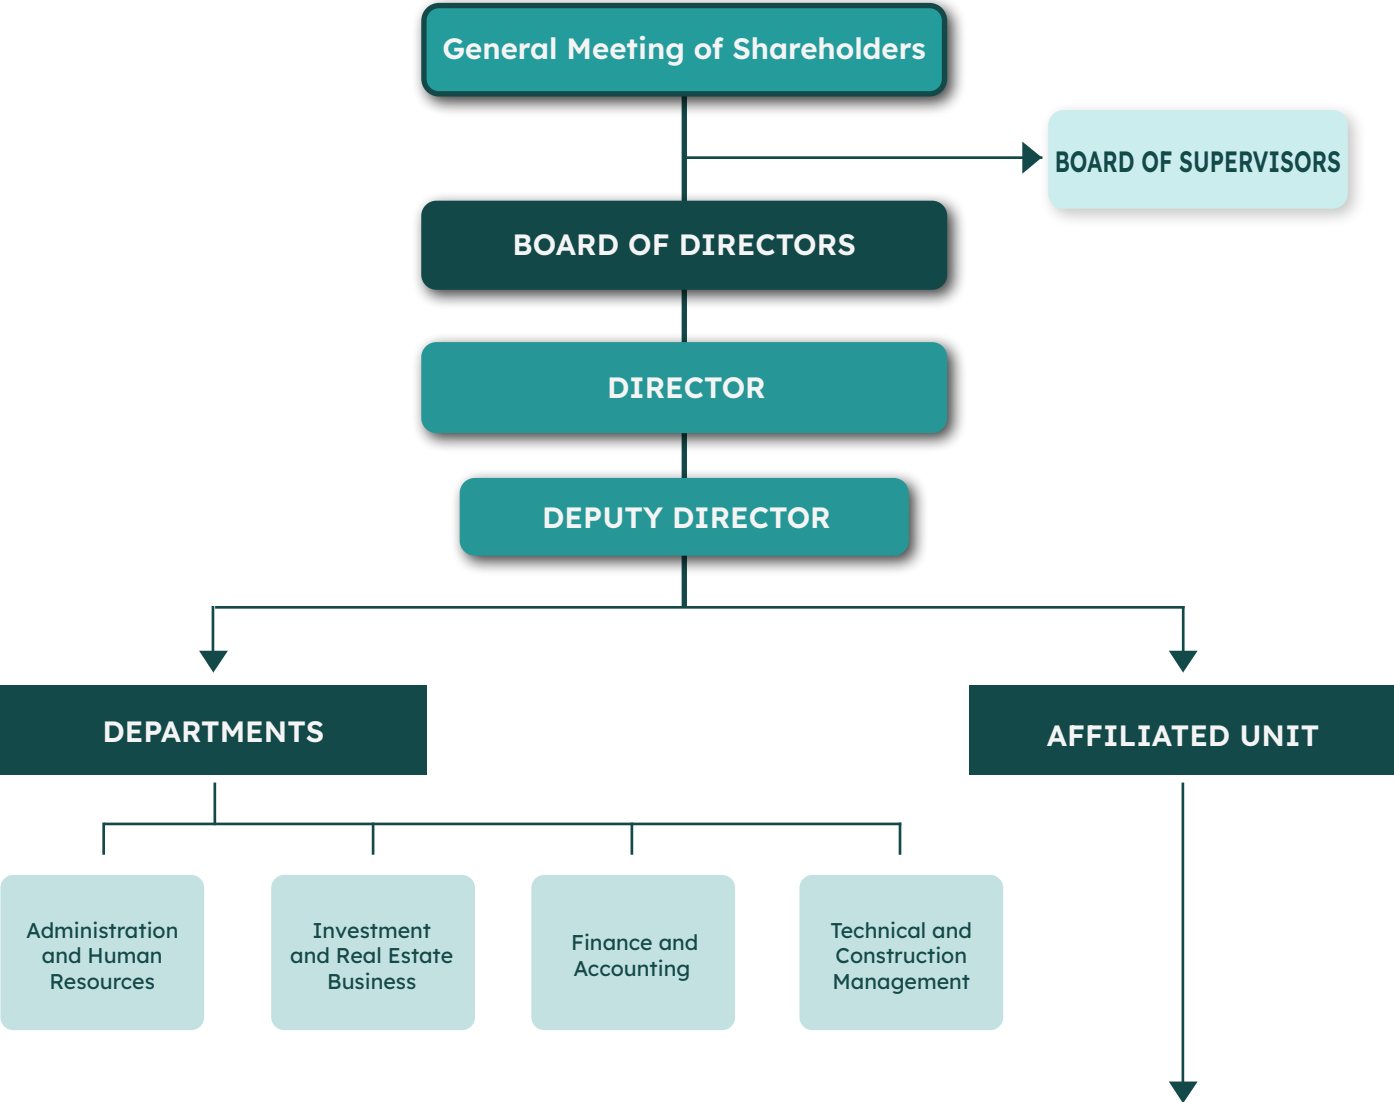 General Meeting of Shareholders
BOARD OF SUPERVISORS
BOARD OF DIRECTORS
DIRECTOR
DEPUTY DIRECTOR
DEPARTMENTS
AFFILIATED UNIT
Administration
and Human
Resources
Investment
and Real Estate
Business
Finance and
Accounting
Technical and
Construction
Management